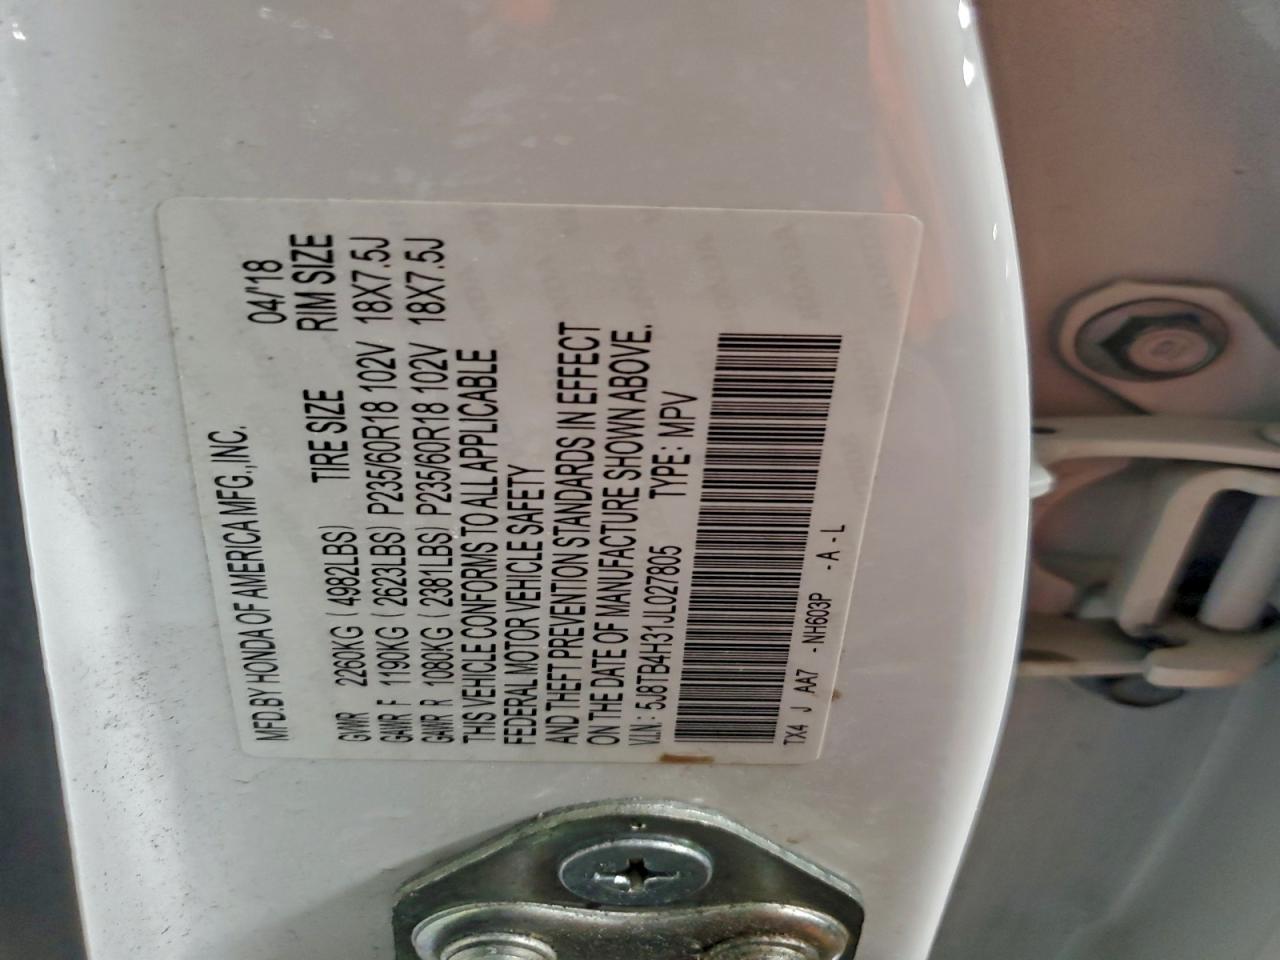 MFD.BY HONDA OF AMERICA MFG.,INC.
04/'18
TIRE SIZE RIM SIZE
GVWR 2260KG ( 4982LBS)
GAWR F 1190KG ( 2623LBS) P235/60R18 102V 18X7.5J
GAWR R 1080KG ( 2381LBS) P235/60R18 102V 18X7.5J
THIS VEHICLE CONFORMS TO ALL APPLICABLE
FEDERAL MOTOR VEHICLE SAFETY
AND THEFT PREVENTION STANDARDS IN EFFECT
ON THE DATE OF MANUFACTURE SHOWN ABOVE.
V.I.N: 5J8TB4H31JL027805 TYPE: MPV
TX4 J AA7 -NH603P -A -L